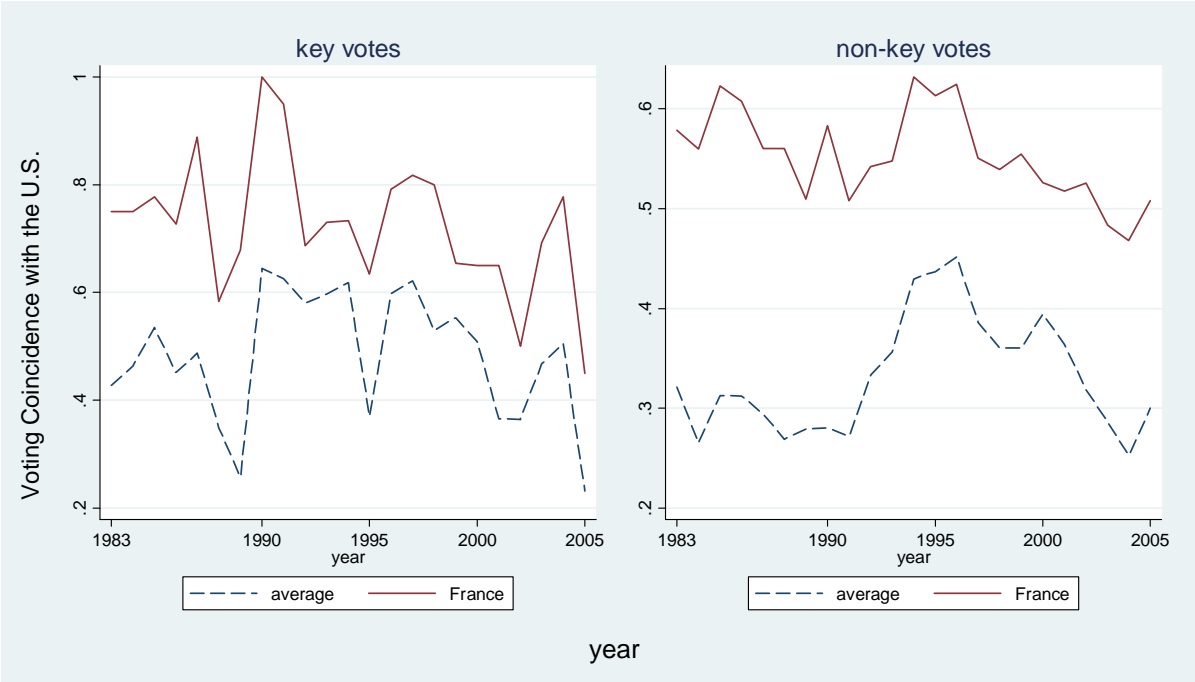 key votes
non-key votes
Voting Coincidence with the U.S.
1
.8
.6
.4
.2
1983 1990 1995 2000 2005
year
average France
.6
.5
.4
.3
.2
1983 1990 1995 2000 2005
year
average France
year